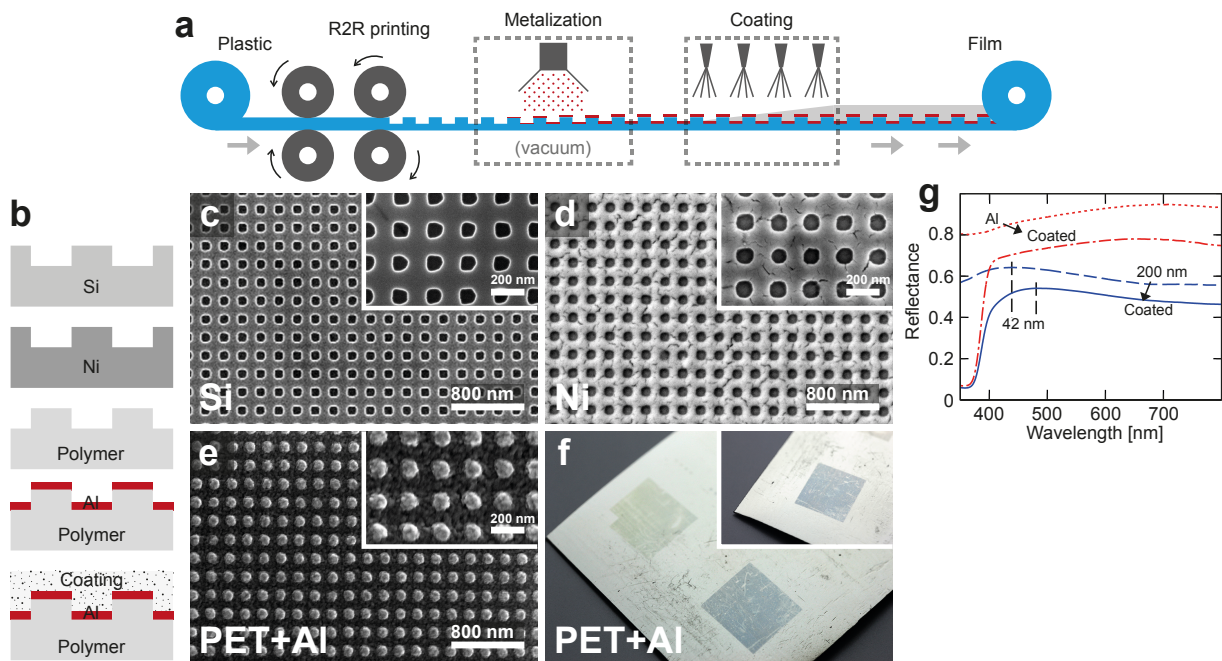 a
Plastic
R2R printing
Metalization
(vacuum)
Coating
Film
b
Si
Ni
Polymer
Al
Polymer
Coating
Al
Polymer
c
200 nm
Si
800 nm
d
200 nm
Ni
800 nm
e
200 nm
PET+Al
800 nm
f
PET+Al
g
Reflectance
0.8
0.6
0.4
0.2
0
Al
Coated
200 nm
Coated
42 nm
400 500 600 700
Wavelength [nm]